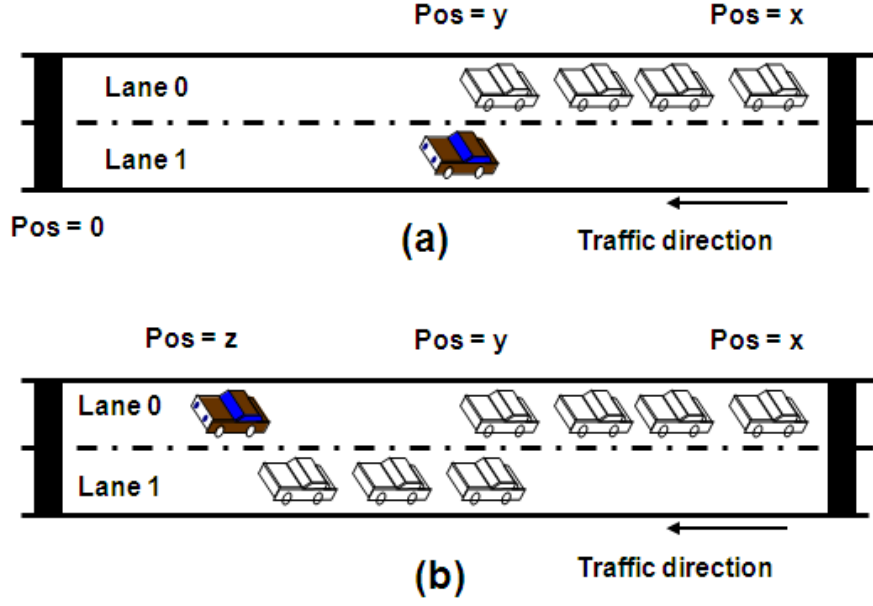 Pos = y Pos = x
Lane 0
Lane 1
Pos = 0
(a)
Traffic direction
Pos = z Pos = y Pos = x
Lane 0
Lane 1
Traffic direction
(b)